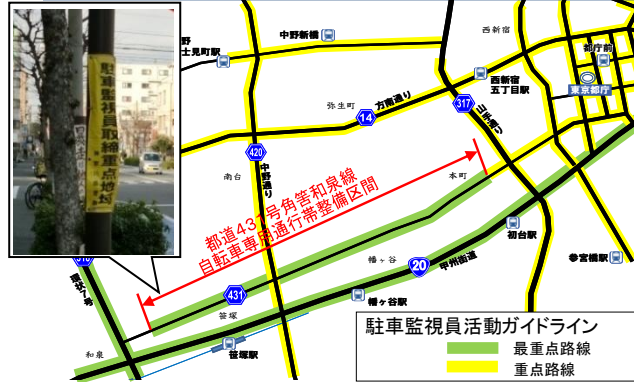 駐車監視員取締重点地域
野
士見町駅
中野新橋
西新宿
都庁前
東京都庁
西新宿
五丁目駅
317
山手通り
弥生町
方南通り
14
420
中野通り
南台
本町
都道431号角筈和泉線
自転車専用通行帯整備区間
初台駅
参宮橋駅
幡ヶ谷
甲州街道
20
幡ヶ谷駅
318
環状7号
431
笹塚
笹塚駅
和泉
駐車監視員活動ガイドライン
最重点路線
重点路線